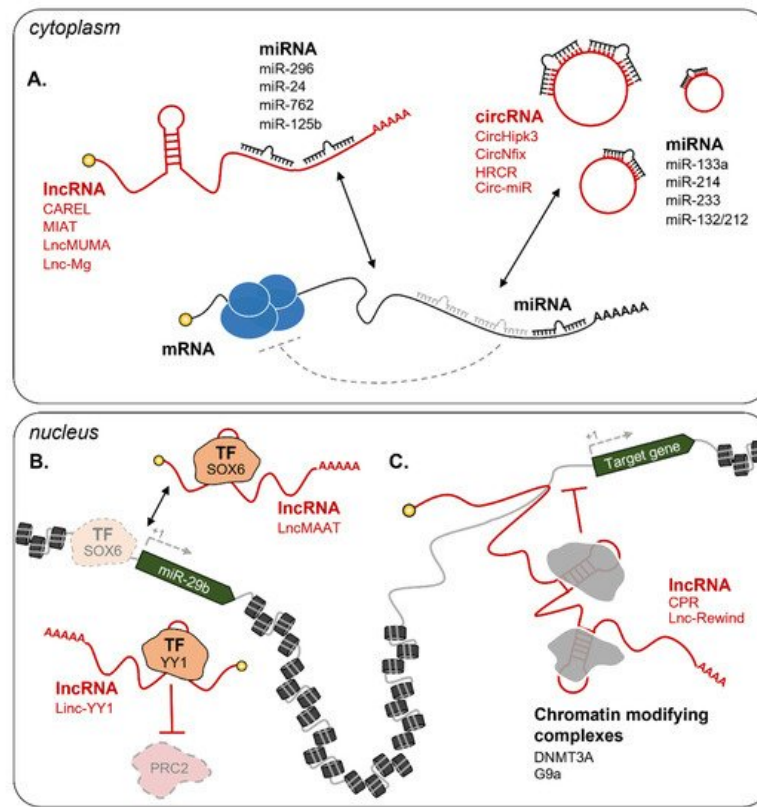 cytoplasm
A.
miRNA
miR-296
miR-24
miR-762
miR-125b
AAAAA
lncRNA
CAREL
MIAT
LncMUMA
Lnc-Mg
circRNA
CircHipk3
CircNfix
HRCR
Circ-miR
miRNA
miR-133a
miR-214
miR-233
miR-132/212
mRNA
miRNA
AAAAAA
nucleus
B.
TF
SOX6
AAAAA
lncRNA
LncMAAT
TF
SOX6
+1
miR-29b
AAAAA
TF
YY1
lncRNA
Linc-YY1
PRC2
C.
+1
Target gene
lncRNA
CPR
Lnc-Rewind
AAAA
Chromatin modifying
complexes
DNMT3A
G9a